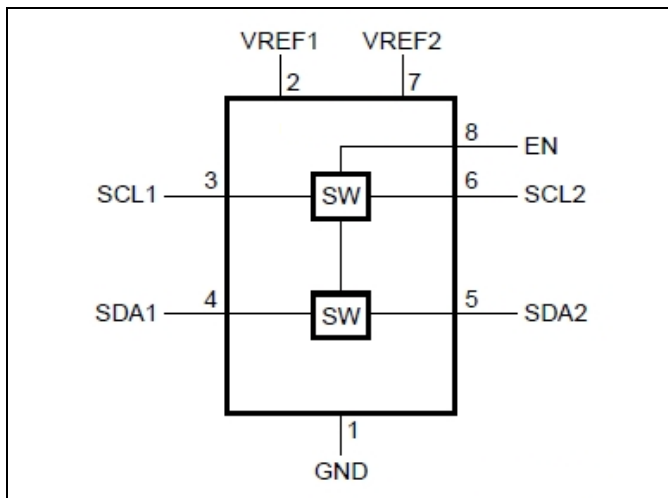 VREF1 VREF2
2 7
8 EN
SCL1 3 SW 6 SCL2
SDA1 4 SW 5 SDA2
1
GND